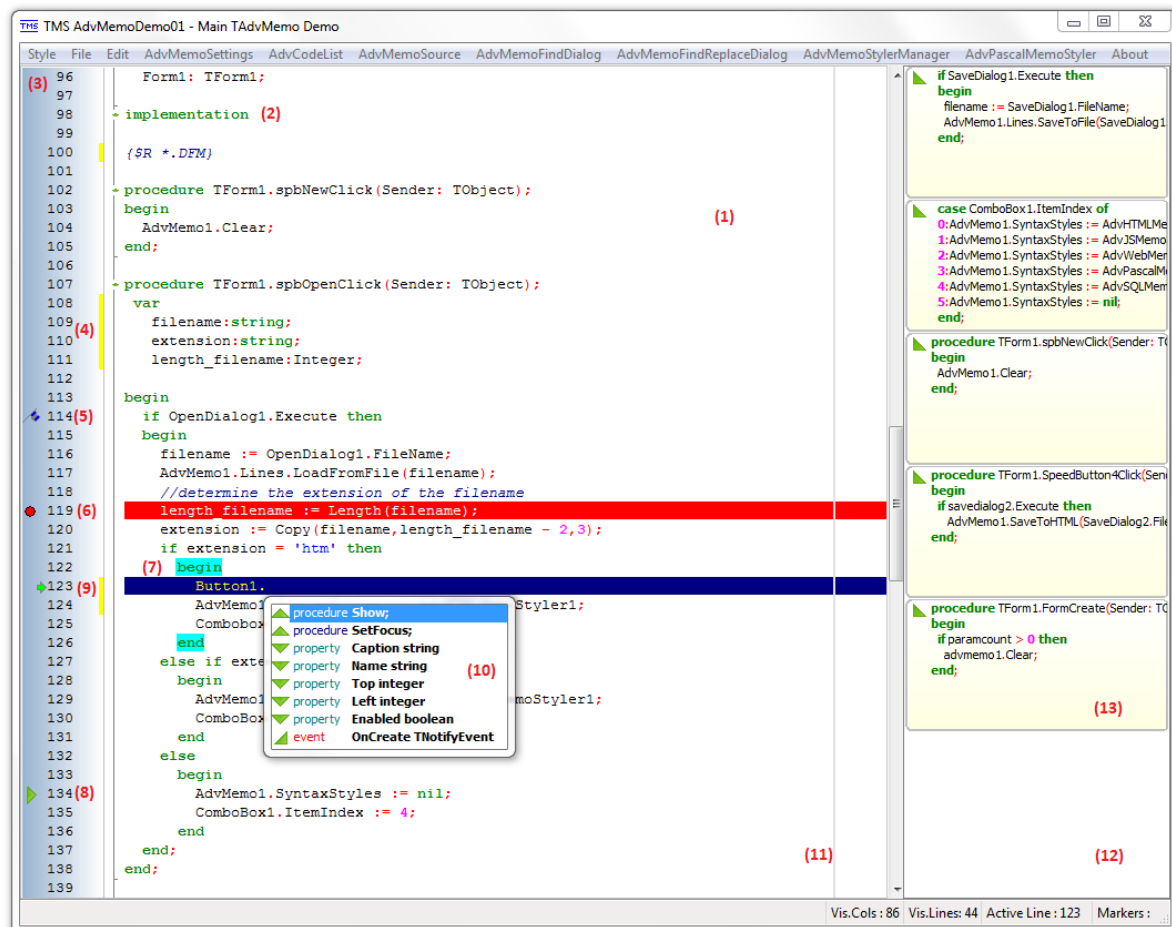 TMS AdvMemoDemo01 - Main TAdvMemo Demo
Style File Edit AdvMemoSettings AdvCodeList AdvMemoSource AdvMemoFindDialog AdvMemoFindReplaceDialog AdvMemoStylerManager AdvPascalMemoStyler About
(3) 96 Form1: TForm1;
97
98 implementation (2)
99
100 {$R *.DFM}
101
102 procedure TForm1.spbNewClick(Sender: TObject);
103 begin
(1)
104 AdvMemo1.Clear;
105 end;
106
107 procedure TForm1.spbOpenClick(Sender: TObject);
108 var
109 filename:string;
(4)
110 extension:string;
111 length_filename:Integer;
112
113 begin
114 (5) if OpenDialog1.Execute then
115 begin
116 filename := OpenDialog1.FileName;
117 AdvMemo1.Lines.LoadFromFile(filename);
118 //determine the extension of the filename
119 (6) length_filename := Length(filename);
120 extension := Copy(filename,length_filename - 2,3);
121 if extension = 'htm' then
122 (7) begin
123 (9) Button1.
124 AdvMemo1 Styler1;
125 Combobox
126 end
127 else if exte
128 begin
129 AdvMemo1 moStyler1;
130 ComboBox
131 end
132 else
133 begin
134 (8) AdvMemo1.SyntaxStyles := nil;
135 ComboBox1.ItemIndex := 4;
136 end
137 end;
(11)
138 end;
139
procedure Show;
procedure SetFocus;
property Caption string
property Name string
(10)
property Top integer
property Left integer
property Enabled boolean
event OnCreate TNotifyEvent
if SaveDialog1.Execute then
begin
filename := SaveDialog1.FileName;
AdvMemo1.Lines.SaveToFile(SaveDialog1.
end;
case ComboBox1.ItemIndex of
0:AdvMemo1.SyntaxStyles := AdvHTMLMe
1:AdvMemo1.SyntaxStyles := AdvJSMemo
2:AdvMemo1.SyntaxStyles := AdvWebMer
3:AdvMemo1.SyntaxStyles := AdvPascalMe
4:AdvMemo1.SyntaxStyles := AdvSQLMem
5:AdvMemo1.SyntaxStyles := nil;
end;
procedure TForm1.spbNewClick(Sender: TO
begin
AdvMemo1.Clear;
end;
procedure TForm1.SpeedButton4Click(Sen
begin
if savedialog2.Execute then
AdvMemo1.SaveToHTML(SaveDialog2.File
end;
procedure TForm1.FormCreate(Sender: TO
begin
if paramcount > 0 then
advmemo1.Clear;
end;
(13)
(12)
Vis.Cols : 86 Vis.Lines: 44 Active Line : 123 Markers :